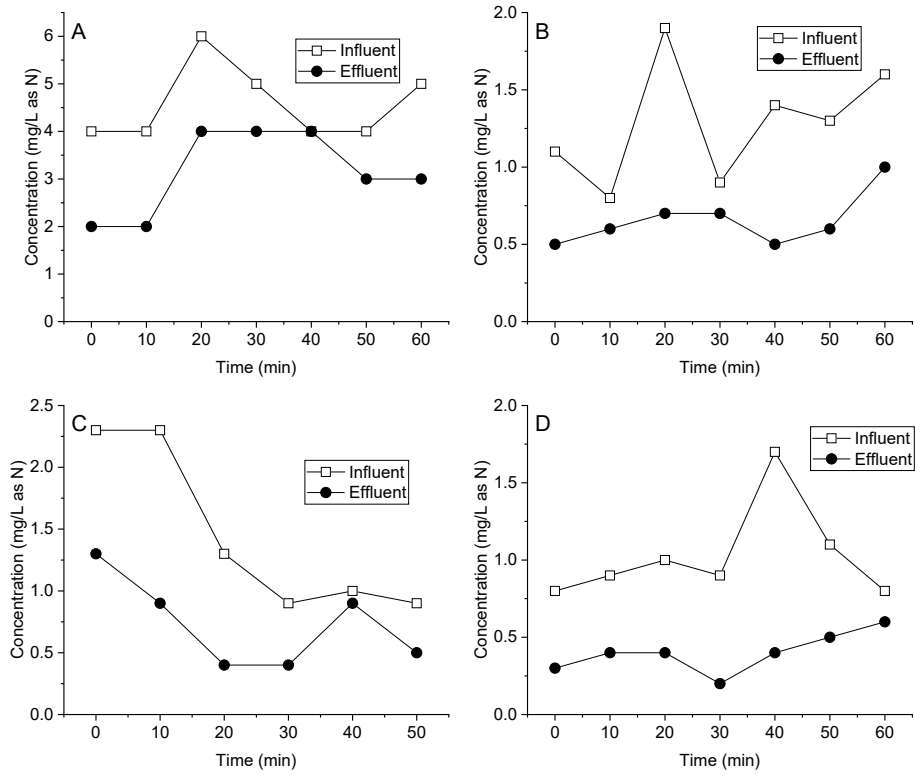 A
Influent
Effluent
Concentration (mg/L as N)
6
5
4
3
2
1
0
0 10 20 30 40 50 60
Time (min)
B
Influent
Effluent
Concentration (mg/L as N)
2.0
1.5
1.0
0.5
0.0
0 10 20 30 40 50 60
Time (min)
C
Influent
Effluent
Concentration (mg/L as N)
2.5
2.0
1.5
1.0
0.5
0.0
0 10 20 30 40 50
Time (min)
D
Influent
Effluent
Concentration (mg/L as N)
2.0
1.5
1.0
0.5
0.0
0 10 20 30 40 50 60
Time (min)